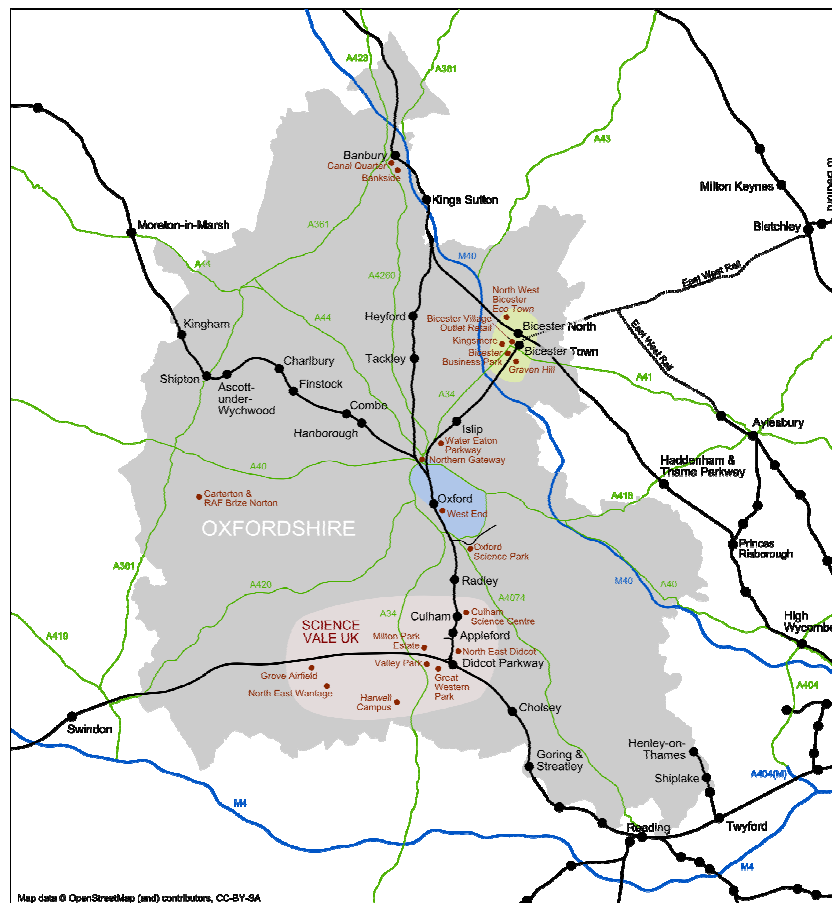 A423
A361
A43
Banbury
Canal Quarter
Bankside
Milton Keynes
Kings Sutton
Moreton-in-Marsh
A361
Bletchley
A44
A4260
M40
East West Rail
North West
Bicester
Eco Town
A44
Heyford
Bicester Village
Outlet Retail
Bicester North
East West Rail
Kingham
Kingsmere
Bicester Town
Tackley
Bicester
Business Park
Graven Hill
Charlbury
Shipton
Ascott-
under-
Wychwood
Finstock
A34
A41
Combe
Hanborough
Islip
Aylesbury
Water Eaton
Parkway
Northern Gateway
A40
Haddenham &
Thame Parkway
Carterton &
RAF Brize Norton
Oxford
West End
A418
OXFORDSHIRE
Oxford
Science Park
Princes
Risborough
A361
A420
Radley
A4074
M40
A40
SCIENCE
VALE UK
A34
Culham
Culham
Science Centre
High
Wycombe
A419
Milton Park
Estate
Appleford
North East Didcot
Valley Park
Didcot Parkway
Grove Airfield
Great
Western
Park
A404
North East Wantage
Harwell
Campus
Cholsey
Swindon
Henley-on-
Thames
Goring &
Streatley
Shiplake
A404(M)
M4
Reading
Twyford
M4
Map data © OpenStreetMap (and) contributors, CC-BY-SA